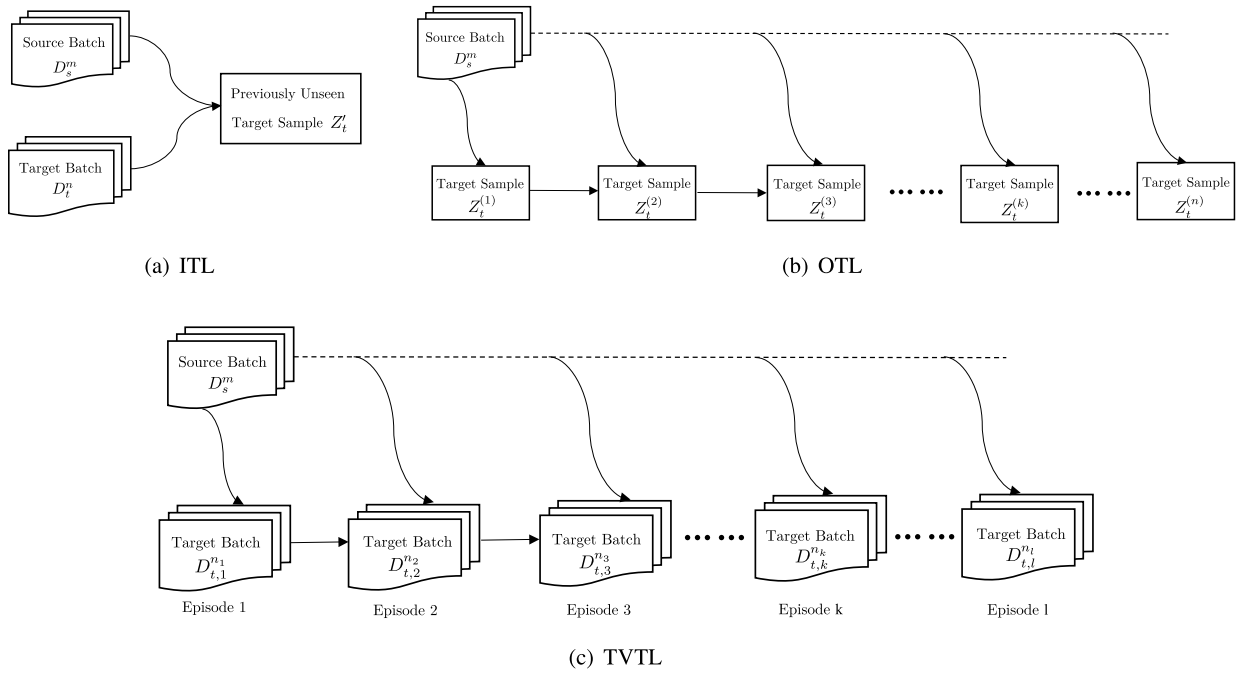 Source Batch
$D_s^m$
Target Batch
$D_t^n$
Previously Unseen
Target Sample $Z_t'$
(a) ITL
Source Batch
$D_s^m$
Target Sample
$Z_t^{(1)}$
Target Sample
$Z_t^{(2)}$
Target Sample
$Z_t^{(3)}$
Target Sample
$Z_t^{(k)}$
Target Sample
$Z_t^{(n)}$
(b) OTL
Source Batch
$D_s^m$
Target Batch
$D_{t,1}^{n_1}$
Episode 1
Target Batch
$D_{t,2}^{n_2}$
Episode 2
Target Batch
$D_{t,3}^{n_3}$
Episode 3
Target Batch
$D_{t,k}^{n_k}$
Episode k
Target Batch
$D_{t,l}^{n_l}$
Episode l
(c) TVTL